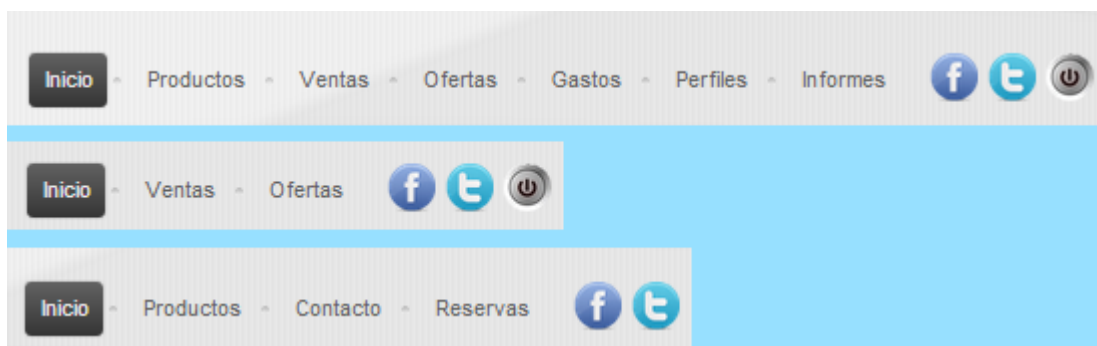 Inicio Productos Ventas Ofertas Gastos Perfiles Informes
Inicio Ventas Ofertas
Inicio Productos Contacto Reservas